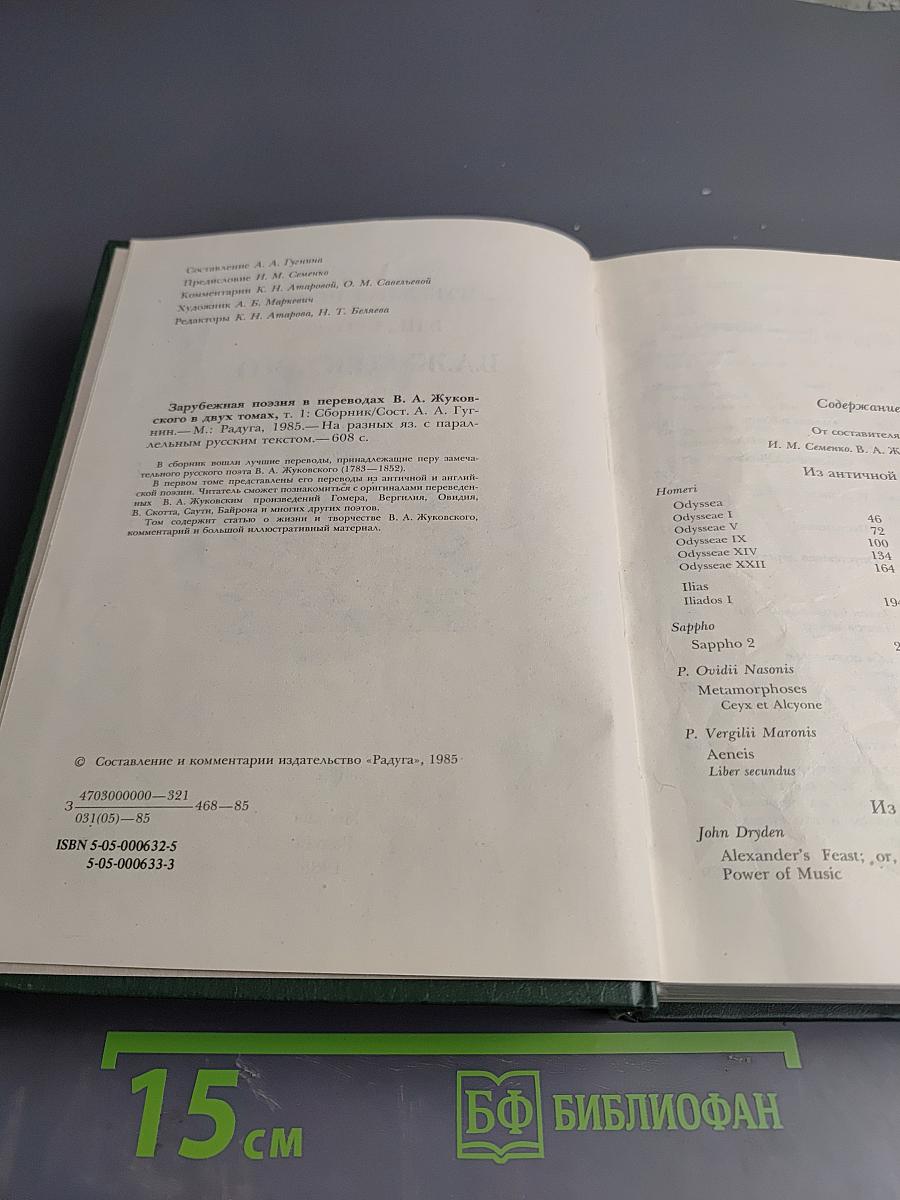 Составление А. А. Гугнина
Предисловие И. М. Семенко
Комментарии К. Н. Атаровой, О. М. Савельевой
Художник А. Б. Маркевич
Редакторы К. Н. Атарова, Н. Т. Беляева
Зарубежная поэзия в переводах В. А. Жуков-
ского в двух томах, т. 1: Сборник/Сост. А. А. Гуг-
нин.— М.: Радуга, 1985.— На разных яз. с парал-
лельным русским текстом.— 608 с.
В сборник вошли лучшие переводы, принадлежащие перу замеча-
тельного русского поэта В. А. Жуковского (1783—1852).
В первом томе представлены его переводы из античной и англий-
ской поэзии. Читатель сможет познакомиться с оригиналами переведен-
ных В. А. Жуковским произведений Гомера, Вергилия, Овидия,
В. Скотта, Саути, Байрона и многих других поэтов.
Том содержит статью о жизни и творчестве В. А. Жуковского,
комментарий и большой иллюстративный материал.
© Составление и комментарии издательство «Радуга», 1985
4703000000—321
З 468—85
031(05)—85
ISBN 5-05-000632-5
5-05-000633-3
Содержание
От составителя
И. М. Семенко. В. А. Ж
Из античной
Homeri
Odyssea
Odysseae I 46
Odysseae V 72
Odysseae IX 100
Odysseae XIV 134
Odysseae XXII 164
Ilias
Iliados I 19
Sappho
Sappho 2 2
P. Ovidii Nasonis
Metamorphoses
Ceyx et Alcyone
P. Vergilii Maronis
Aeneis
Liber secundus
Из
John Dryden
Alexander's Feast; or,
Power of Music
15 см
БФ БИБЛИОФАН